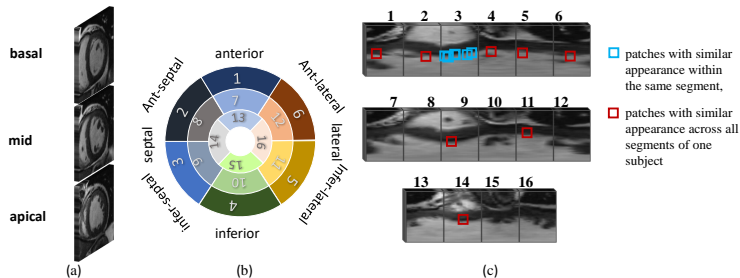 basal
mid
apical
(a)
anterior
Ant-septal
Ant-lateral
septal
lateral
infer-septal
Infer-lateral
inferior
1
2
3
4
5
6
7
8
9
10
11
12
13
14
15
16
(b)
1 2 3 4 5 6
7 8 9 10 11 12
13 14 15 16
(c)
patches with similar
appearance within
the same segment,
patches with similar
appearance across all
segments of one
subject